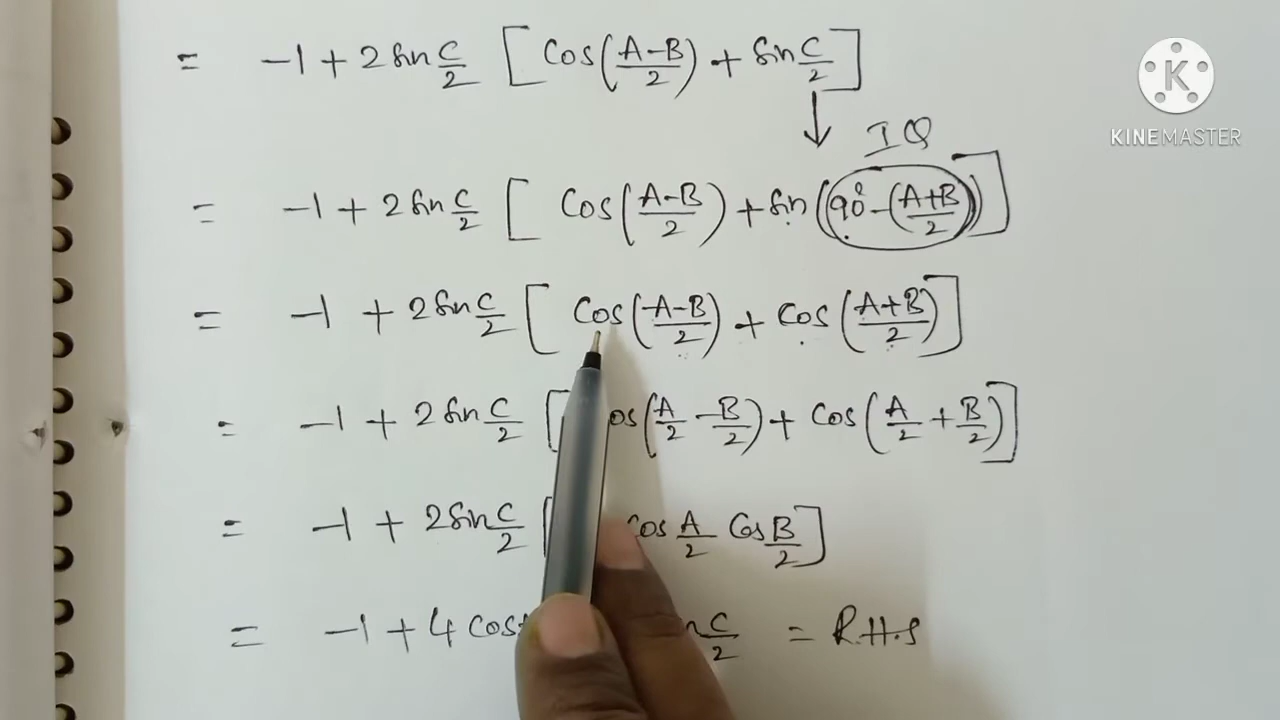 = -1 + 2 sin C/2 [ Cos(A-B/2) + sin C/2 ]
K
KINEMASTER
I Q
= -1 + 2 sin C/2 [ Cos(A-B/2) + sin(90° - (A+B/2)) ]
= -1 + 2 sin C/2 [ Cos(A-B/2) + cos(A+B/2) ]
= -1 + 2 sin C/2 [ os(A/2 - B/2) + cos(A/2 + B/2) ]
= -1 + 2 sin C/2 [ cos A/2 Cos B/2 ]
= -1 + 4 cos C/2 = R.H.S